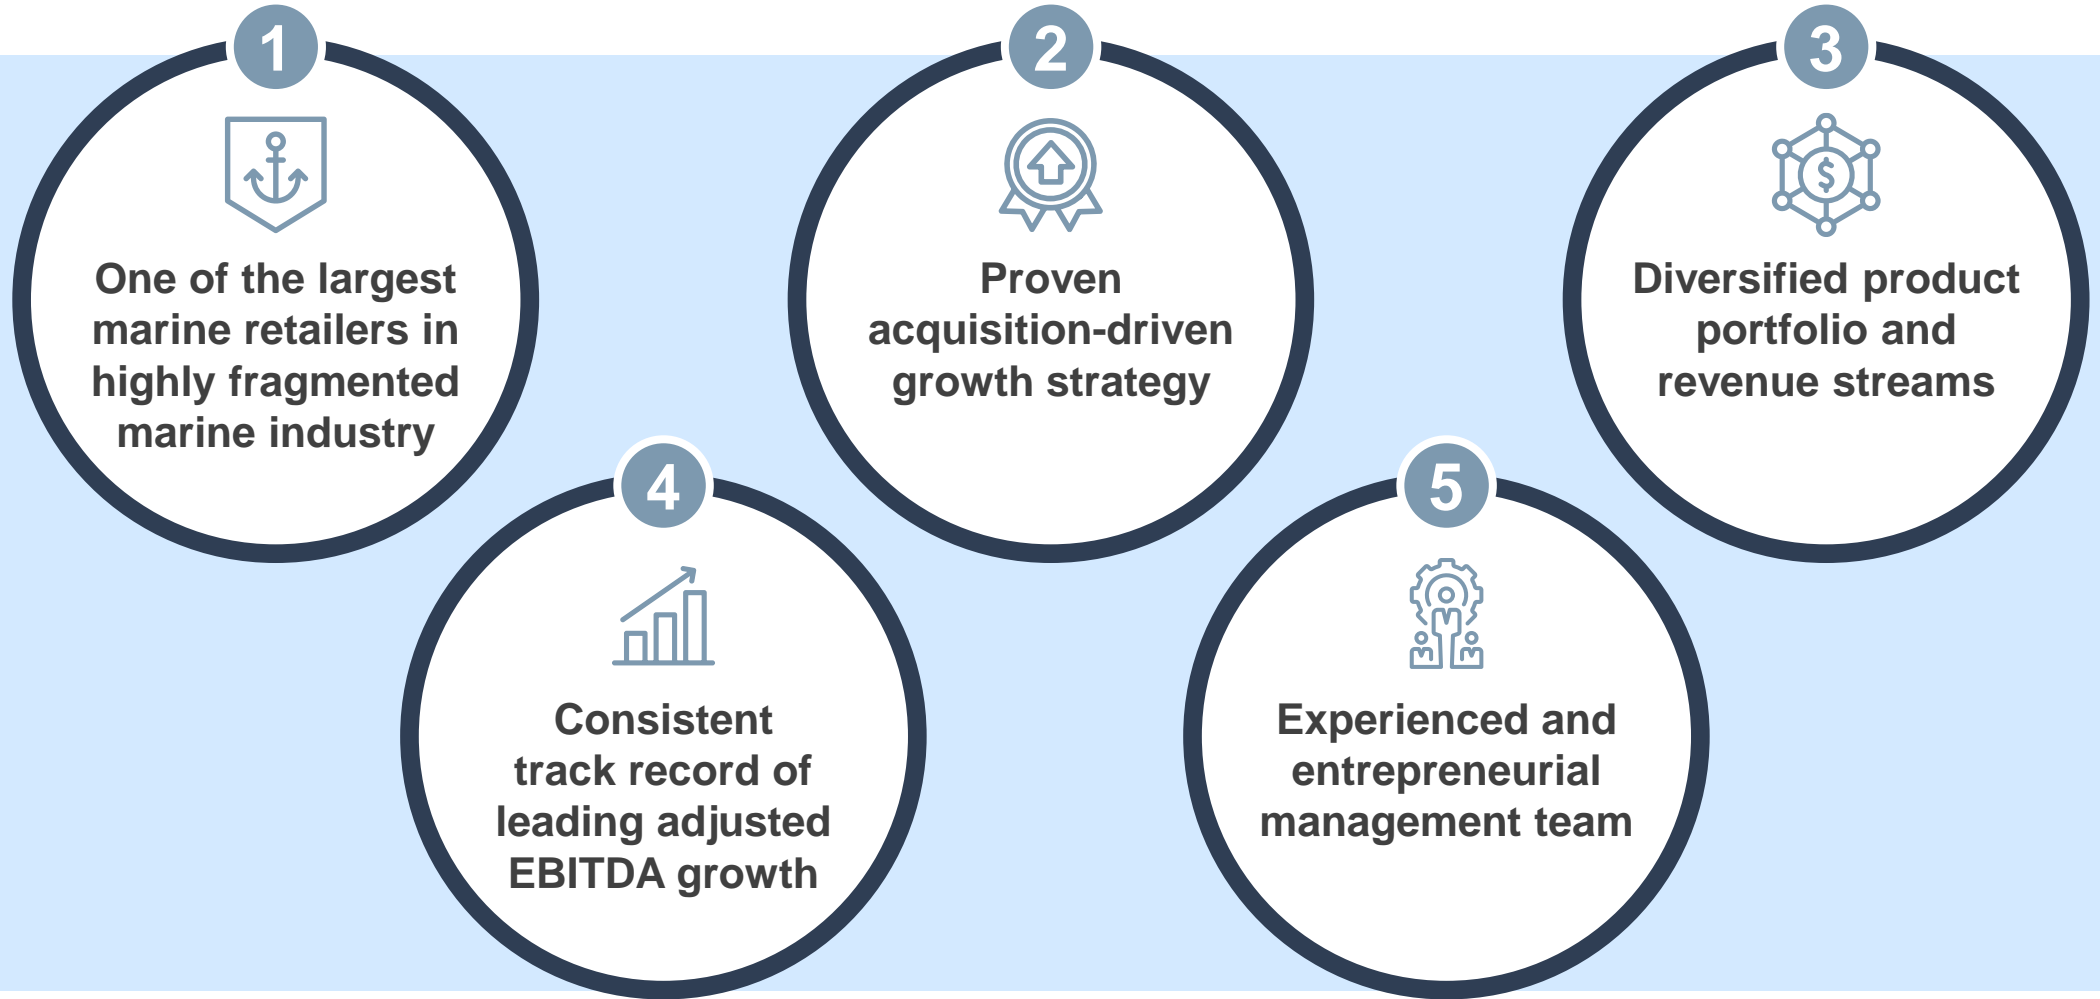 1
One of the largest
marine retailers in
highly fragmented
marine industry
2
Proven
acquisition-driven
growth strategy
3
$
Diversified product
portfolio and
revenue streams
4
Consistent
track record of
leading adjusted
EBITDA growth
5
Experienced and
entrepreneurial
management team